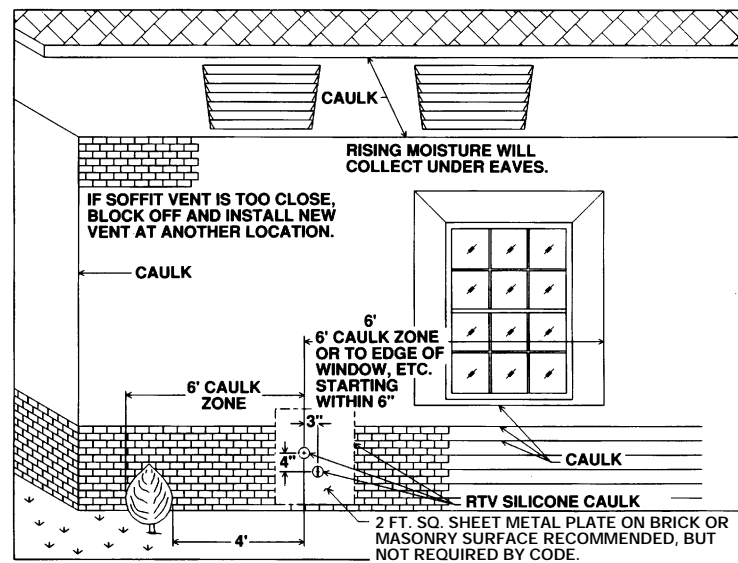 CAULK
RISING MOISTURE WILL
COLLECT UNDER EAVES.
IF SOFFIT VENT IS TOO CLOSE,
BLOCK OFF AND INSTALL NEW
VENT AT ANOTHER LOCATION.
CAULK
6'
6' CAULK ZONE
OR TO EDGE OF
WINDOW, ETC.
STARTING
WITHIN 6"
6' CAULK
ZONE
3"
4"
CAULK
RTV SILICONE CAULK
2 FT. SQ. SHEET METAL PLATE ON BRICK OR
MASONRY SURFACE RECOMMENDED, BUT
NOT REQUIRED BY CODE.
4'